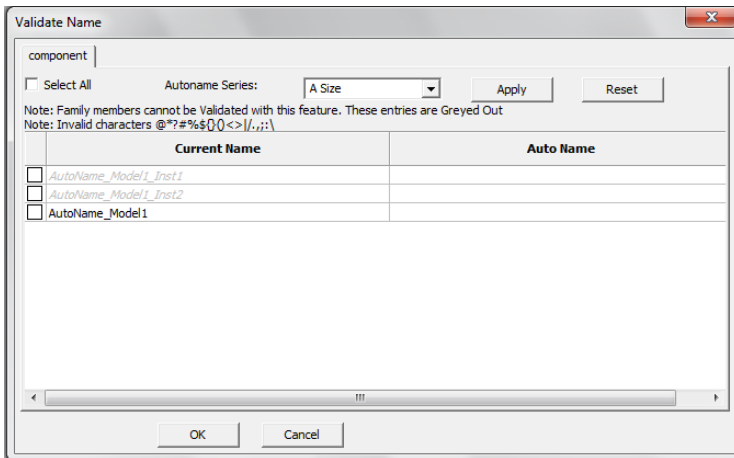 Validate Name
component
Select All Autoname Series: A Size Apply Reset
Note: Family members cannot be Validated with this feature. These entries are Greyed Out
Note: Invalid characters @*?#%${}()<>|/.,;:\
Current Name Auto Name
AutoName_Model1_Inst1
AutoName_Model1_Inst2
AutoName_Model1
OK Cancel